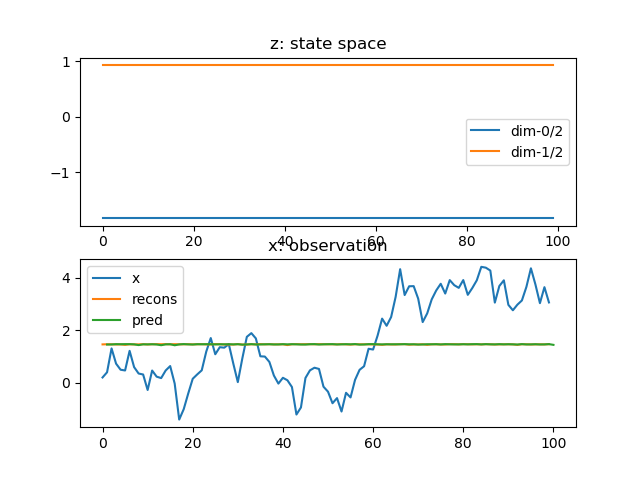 z: state space
1
0
−1
dim-0/2
dim-1/2
0 20 40 60 80 100
x: observation
4
2
0
x
recons
pred
0 20 40 60 80 100